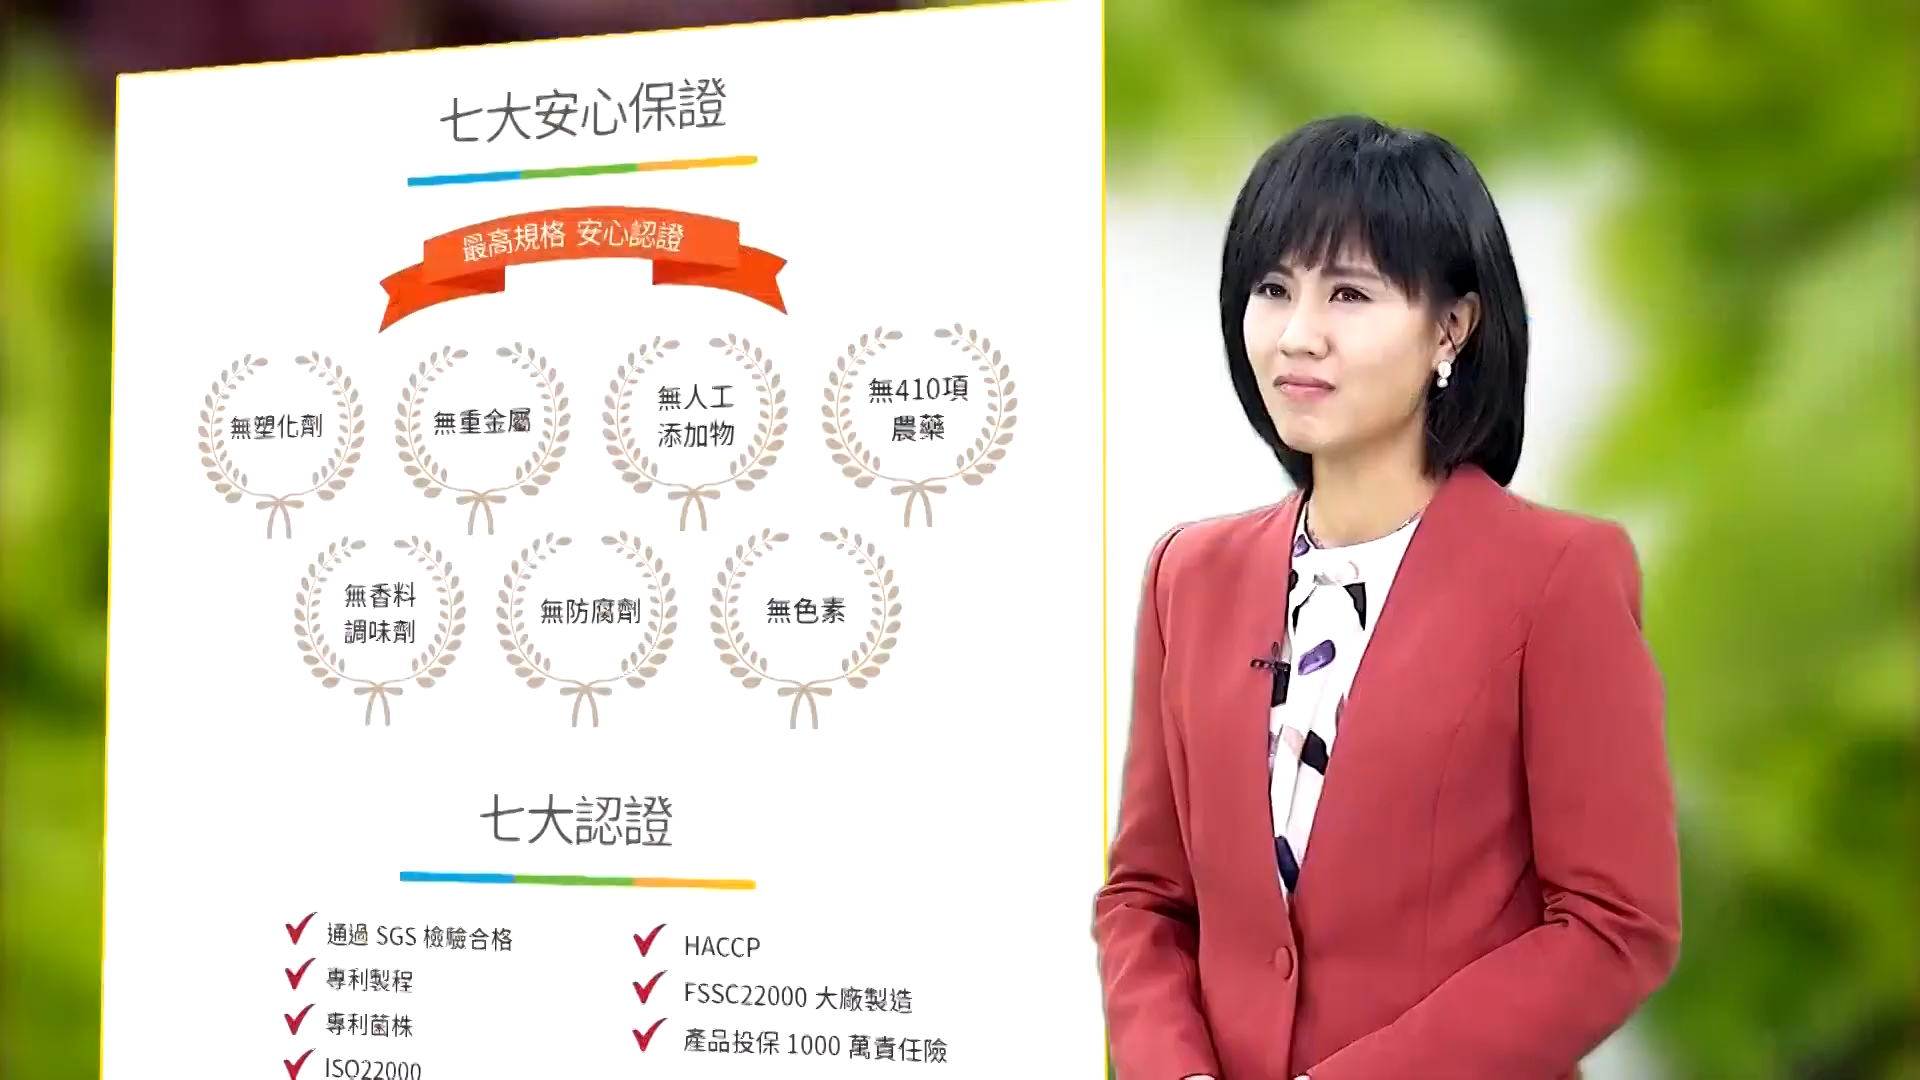 七大安心保證
最高規格 安心認證
無塑化劑
無重金屬
無人工
添加物
無410項
農藥
無香料
調味劑
無防腐劑
無色素
七大認證
通過 SGS 檢驗合格
專利製程
專利菌株
ISO22000
HACCP
FSSC22000 大廠製造
產品投保 1000 萬責任險